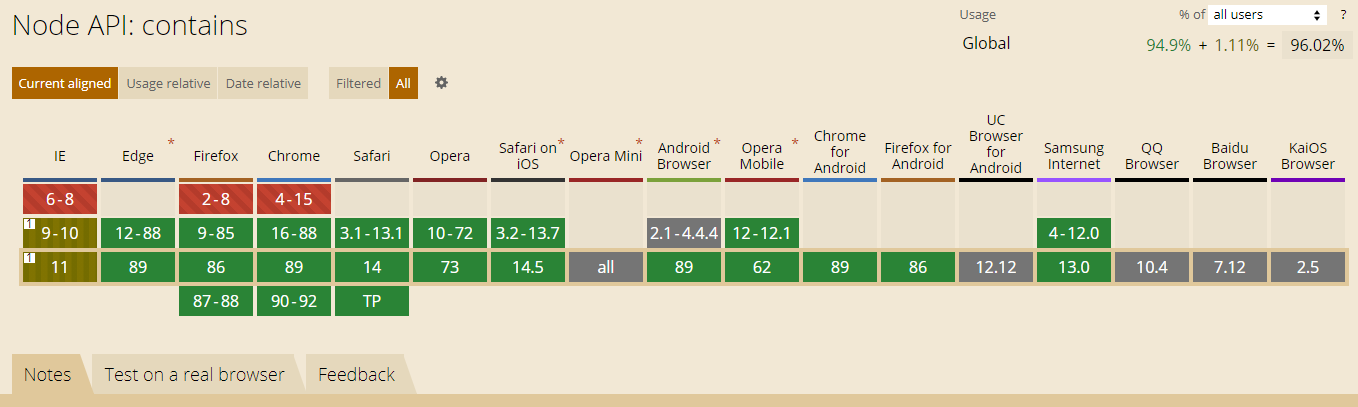 Node API: contains
Usage % of all users ?
Global 94.9% + 1.11% = 96.02%
Current aligned Usage relative Date relative Filtered All
IE Edge * Firefox Chrome Safari Opera Safari on iOS * Opera Mini * Android Browser * Opera Mobile * Chrome for Android Firefox for Android UC Browser for Android Samsung Internet QQ Browser Baidu Browser KaiOS Browser
6-8 2-8 4-15
1 9-10 12-88 9-85 16-88 3.1-13.1 10-72 3.2-13.7 2.1-4.4.4 12-12.1 4-12.0
1 11 89 86 89 14 73 14.5 all 89 62 89 86 12.12 13.0 10.4 7.12 2.5
87-88 90-92 TP
Notes Test on a real browser Feedback